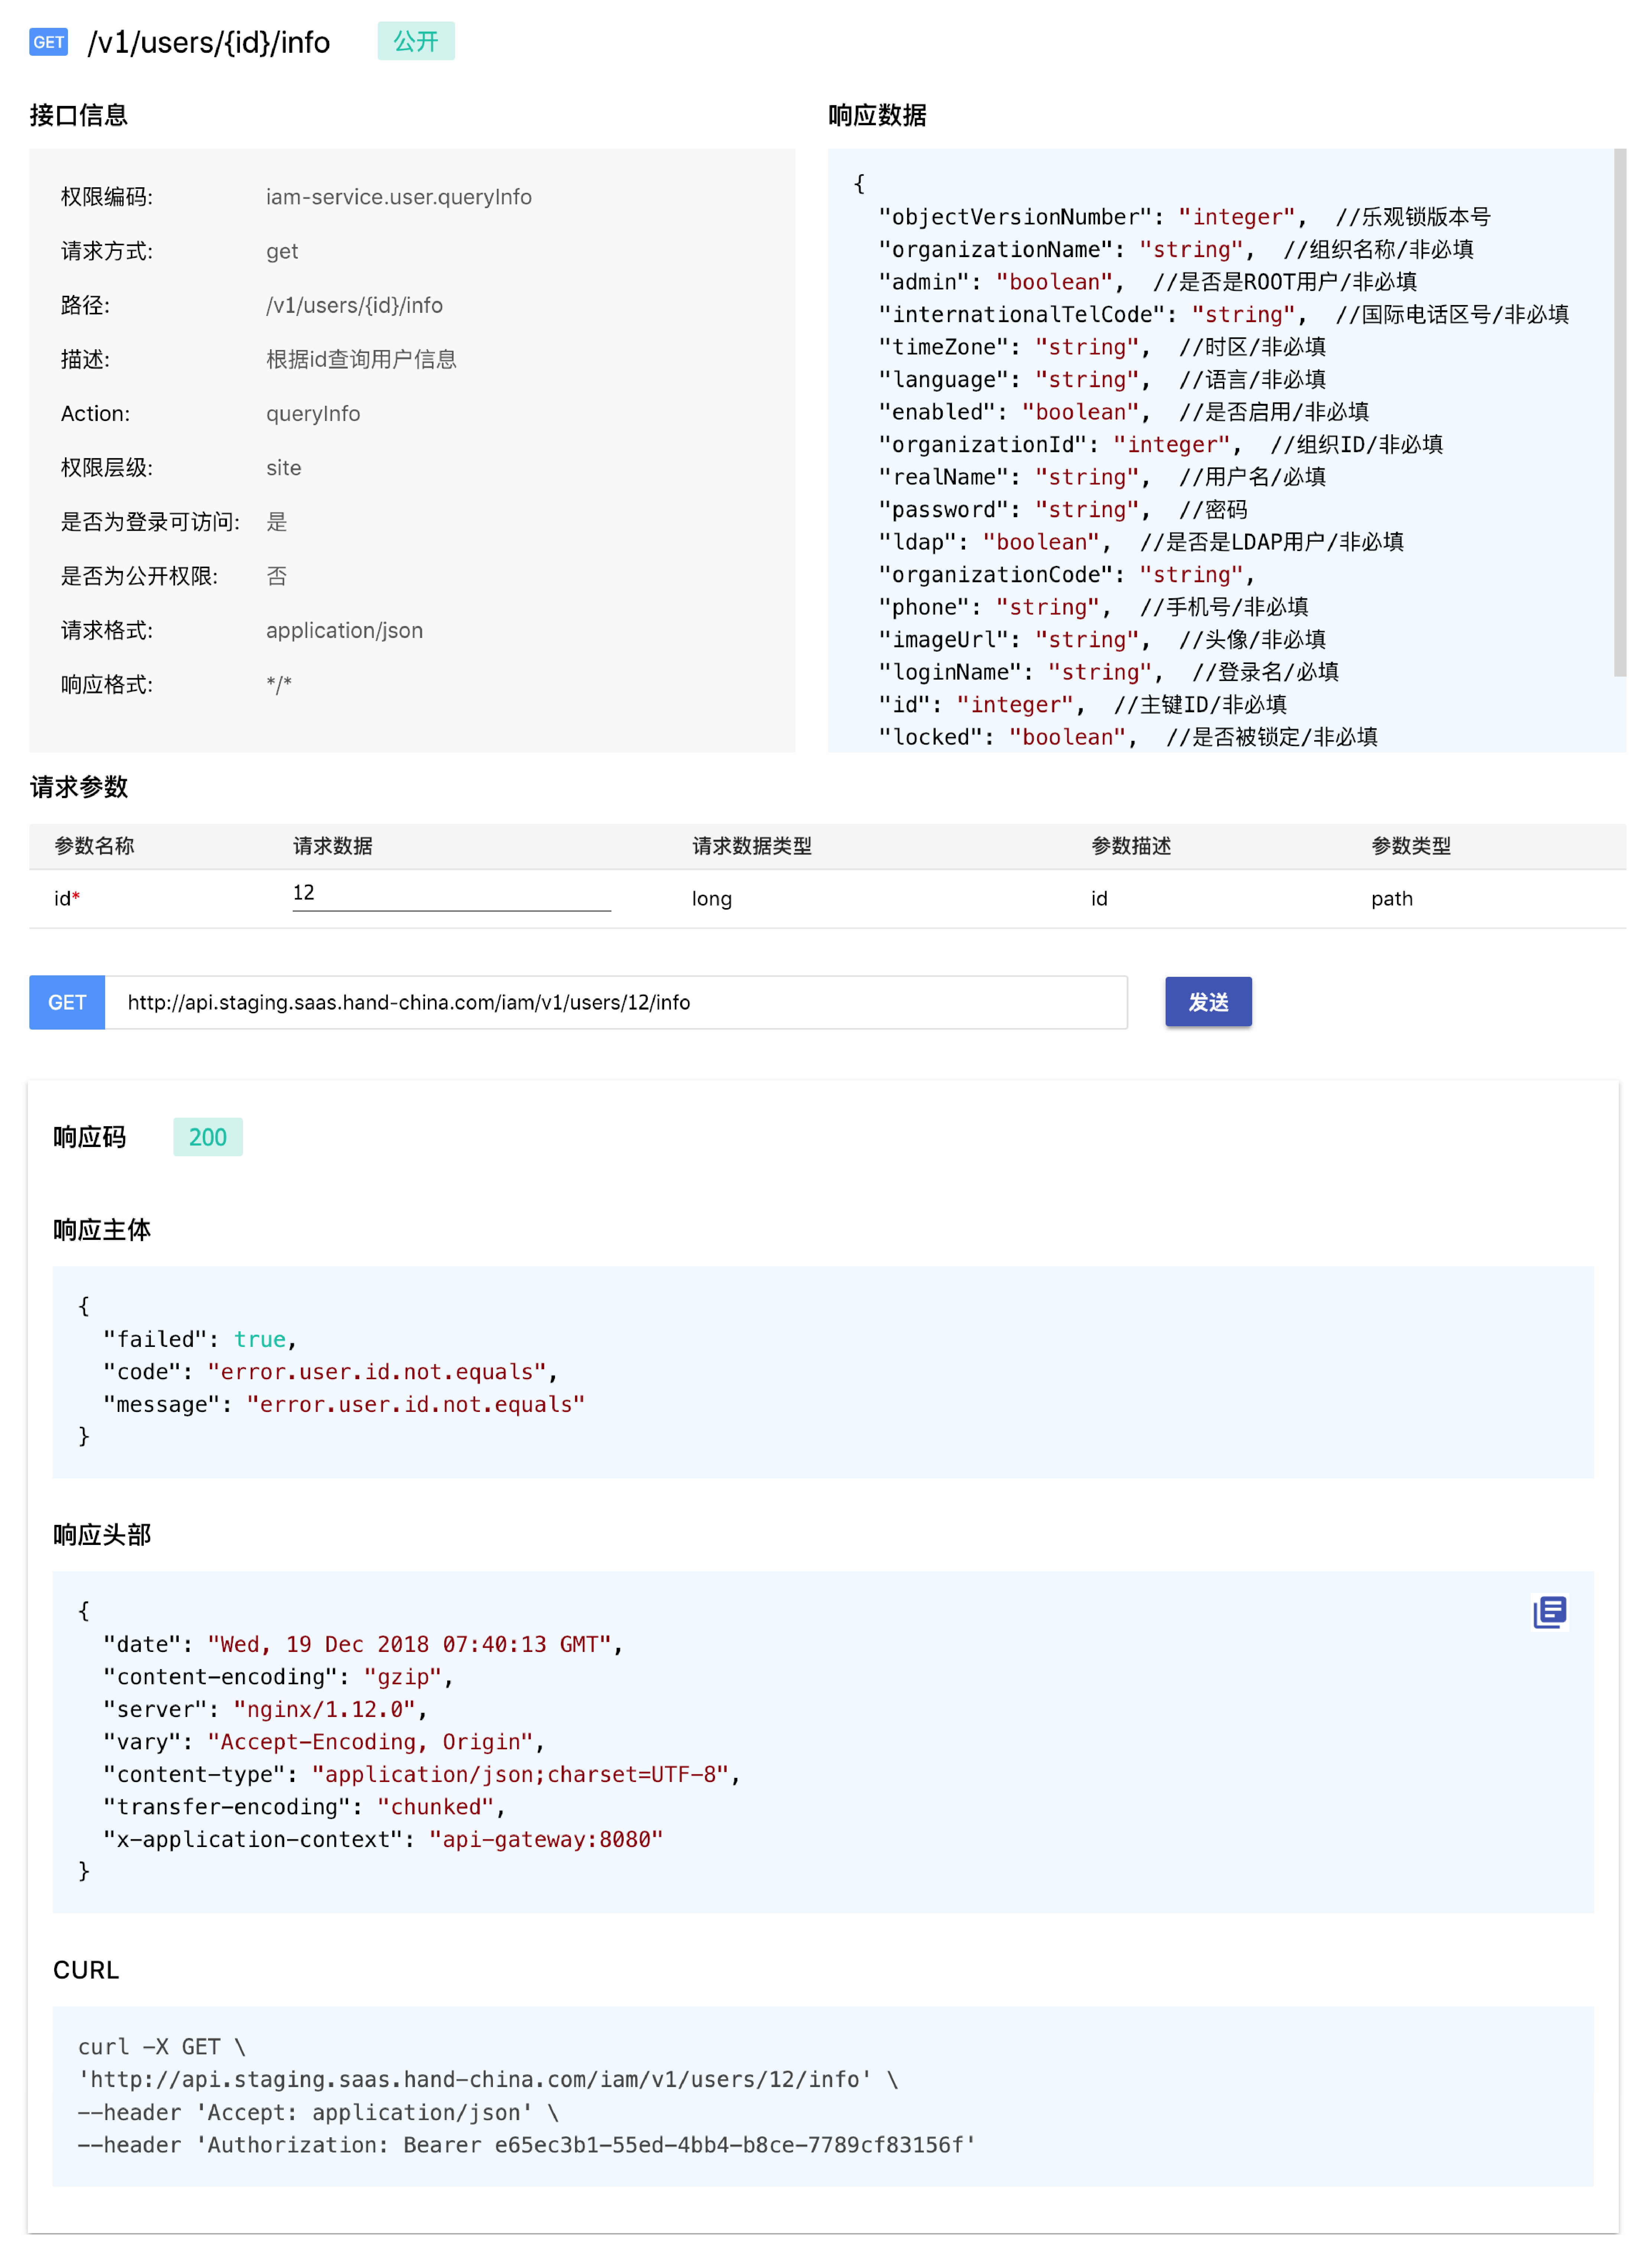 GET /v1/users/{id}/info 公开
接口信息
权限编码: iam-service.user.queryInfo
请求方式: get
路径: /v1/users/{id}/info
描述: 根据id查询用户信息
Action: queryInfo
权限层级: site
是否为登录可访问: 是
是否为公开权限: 否
请求格式: application/json
响应格式: */*
响应数据
{
"objectVersionNumber": "integer", //乐观锁版本号
"organizationName": "string", //组织名称/非必填
"admin": "boolean", //是否是ROOT用户/非必填
"internationalTelCode": "string", //国际电话区号/非必填
"timeZone": "string", //时区/非必填
"language": "string", //语言/非必填
"enabled": "boolean", //是否启用/非必填
"organizationId": "integer", //组织ID/非必填
"realName": "string", //用户名/必填
"password": "string", //密码
"ldap": "boolean", //是否是LDAP用户/非必填
"organizationCode": "string",
"phone": "string", //手机号/非必填
"imageUrl": "string", //头像/非必填
"loginName": "string", //登录名/必填
"id": "integer", //主键ID/非必填
"locked": "boolean", //是否被锁定/非必填
请求参数
参数名称 请求数据 请求数据类型 参数描述 参数类型
id* 12 long id path
GET http://api.staging.saas.hand-china.com/iam/v1/users/12/info 发送
响应码 200
响应主体
{
"failed": true,
"code": "error.user.id.not.equals",
"message": "error.user.id.not.equals"
}
响应头部
{
"date": "Wed, 19 Dec 2018 07:40:13 GMT",
"content-encoding": "gzip",
"server": "nginx/1.12.0",
"vary": "Accept-Encoding, Origin",
"content-type": "application/json;charset=UTF-8",
"transfer-encoding": "chunked",
"x-application-context": "api-gateway:8080"
}
CURL
curl -X GET \
'http://api.staging.saas.hand-china.com/iam/v1/users/12/info' \
--header 'Accept: application/json' \
--header 'Authorization: Bearer e65ec3b1-55ed-4bb4-b8ce-7789cf83156f'